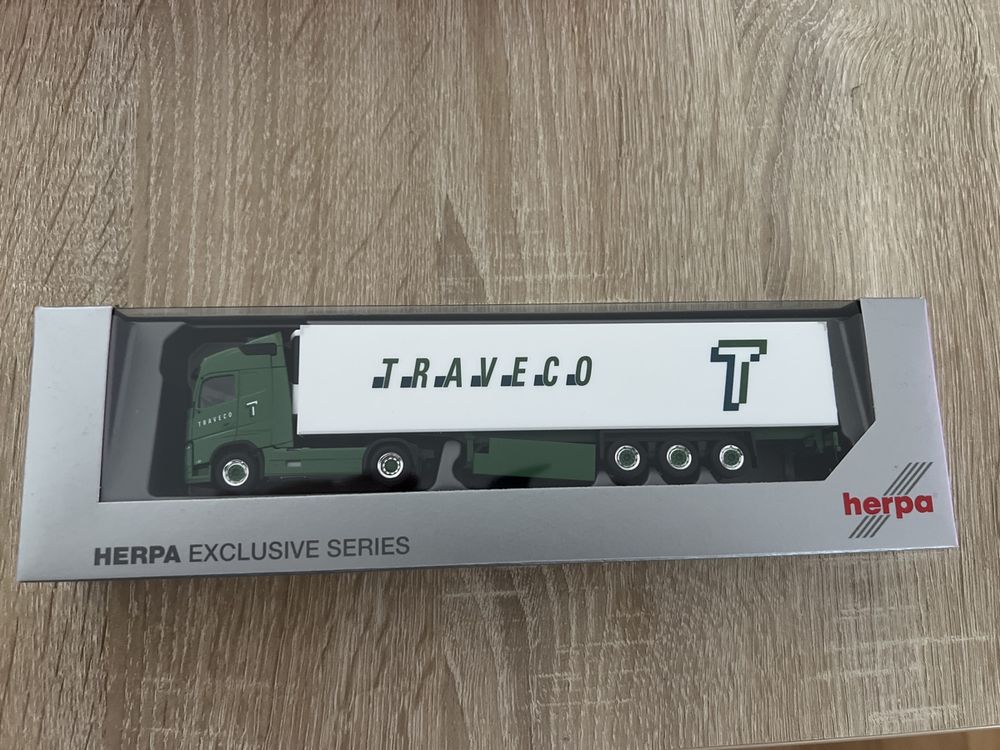 TRAVECO
T
TRAVECO T
HERPA EXCLUSIVE SERIES
herpa